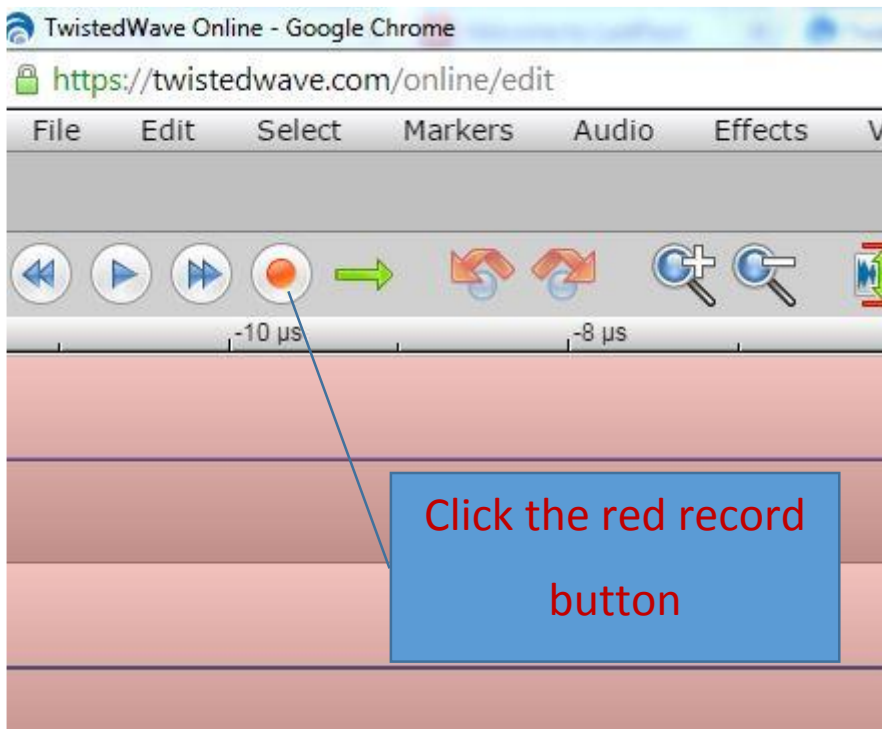 TwistedWave Online - Google Chrome
https://twistedwave.com/online/edit
File Edit Select Markers Audio Effects
-10 µs -8 µs
Click the red record
button